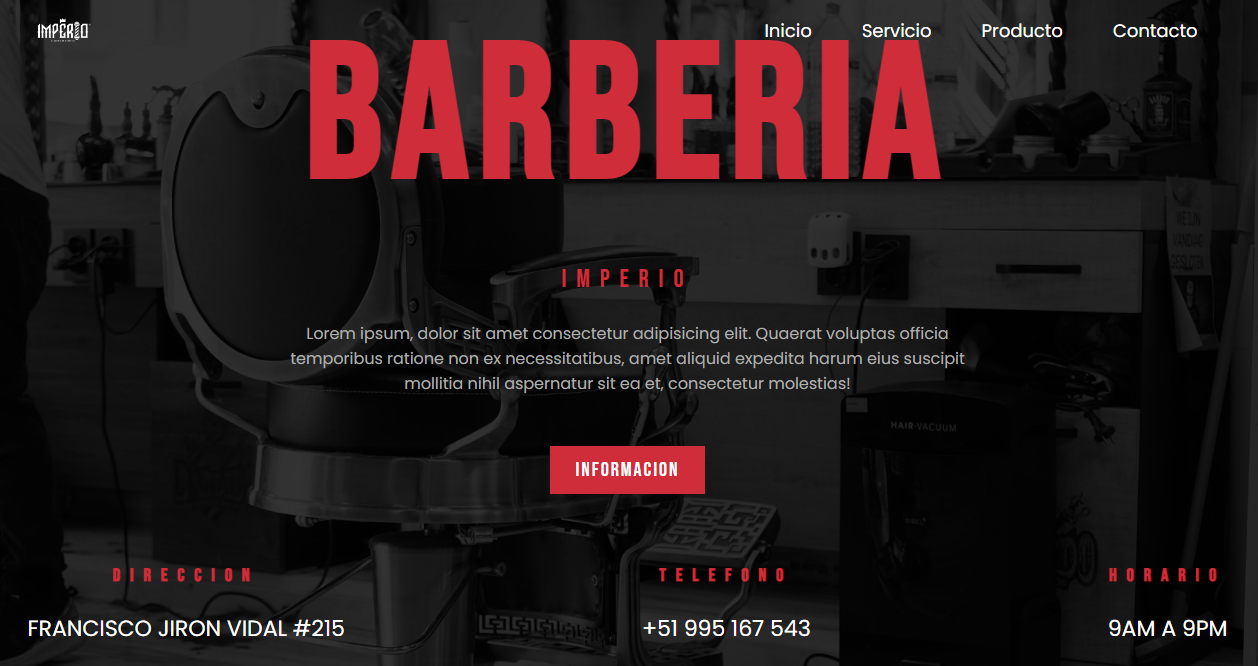 IMPERIO
Inicio Servicio Producto Contacto
BARBERIA
IMPERIO
Lorem ipsum, dolor sit amet consectetur adipisicing elit. Quaerat voluptas officia
temporibus ratione non ex necessitatibus, amet aliquid expedita harum eius suscipit
mollitia nihil aspernatur sit ea et, consectetur molestias!
HAIR-VACUUM
INFORMACION
DIRECCION TELEFONO HORARIO
FRANCISCO JIRON VIDAL #215 +51 995 167 543 9AM A 9PM